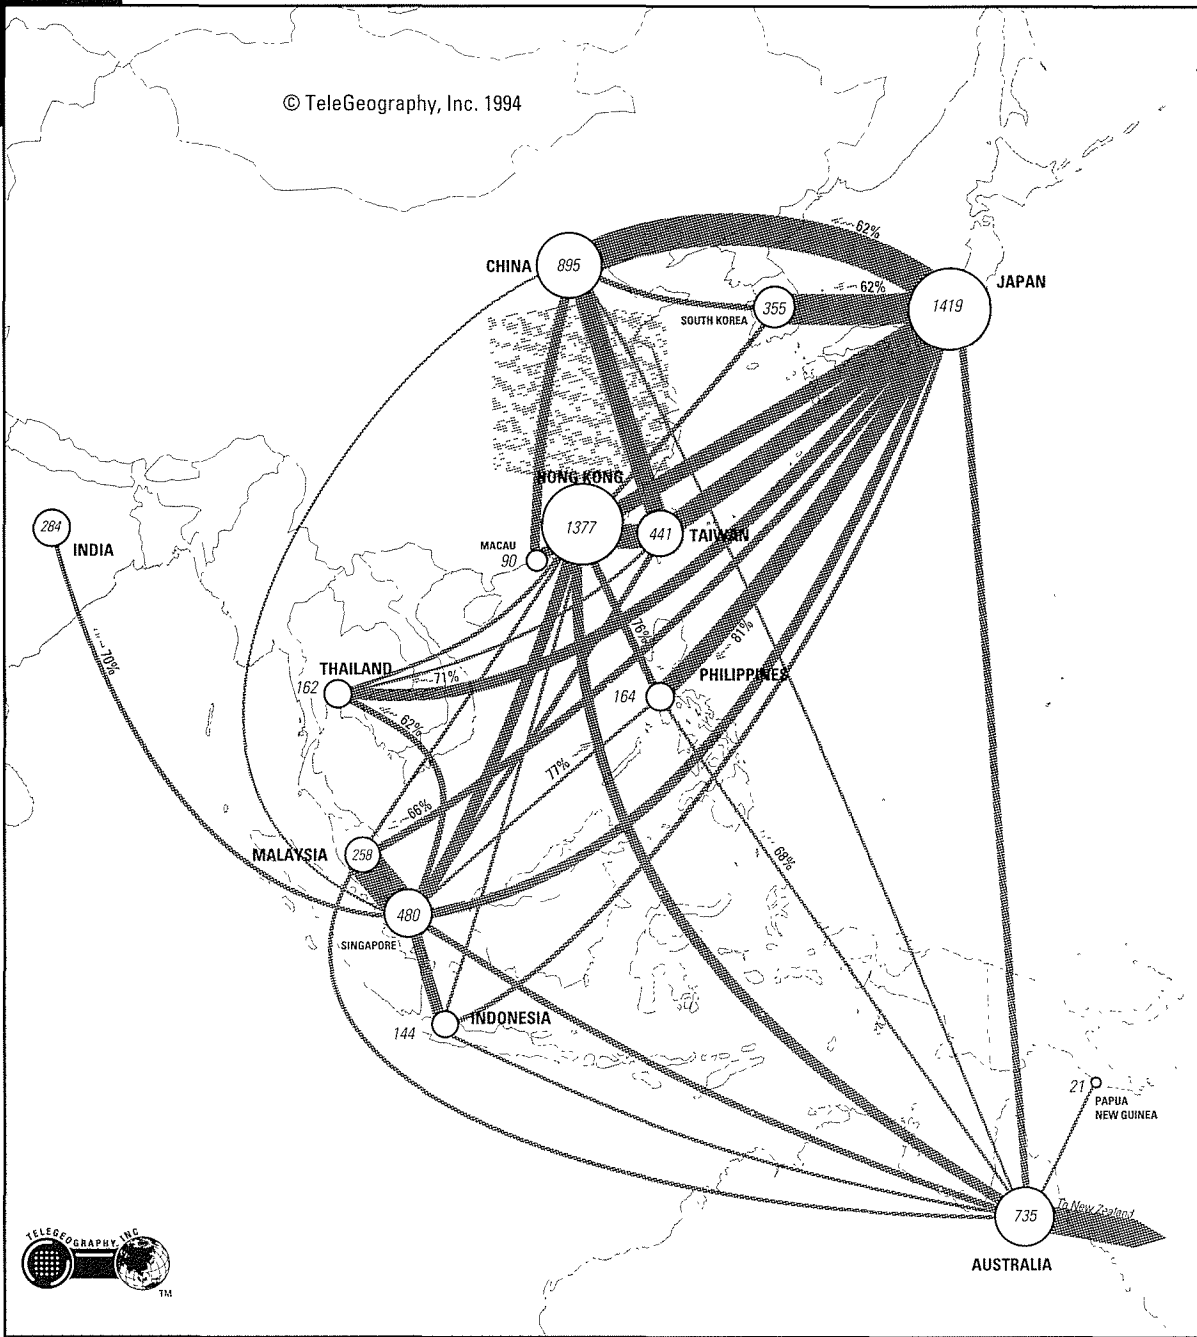 © TeleGeography, Inc. 1994
62%
CHINA
895
62%
JAPAN
1419
355
SOUTH KOREA
HONG KONG
1377
441
TAIWAN
284
INDIA
MACAU
90
76%
81%
70%
THAILAND
162
71%
PHILIPPINES
164
62%
77%
66%
MALAYSIA
258
68%
480
SINGAPORE
INDONESIA
144
21
PAPUA
NEW GUINEA
To New Zealand
735
AUSTRALIA
TELEGEOGRAPHY, INC.
TM